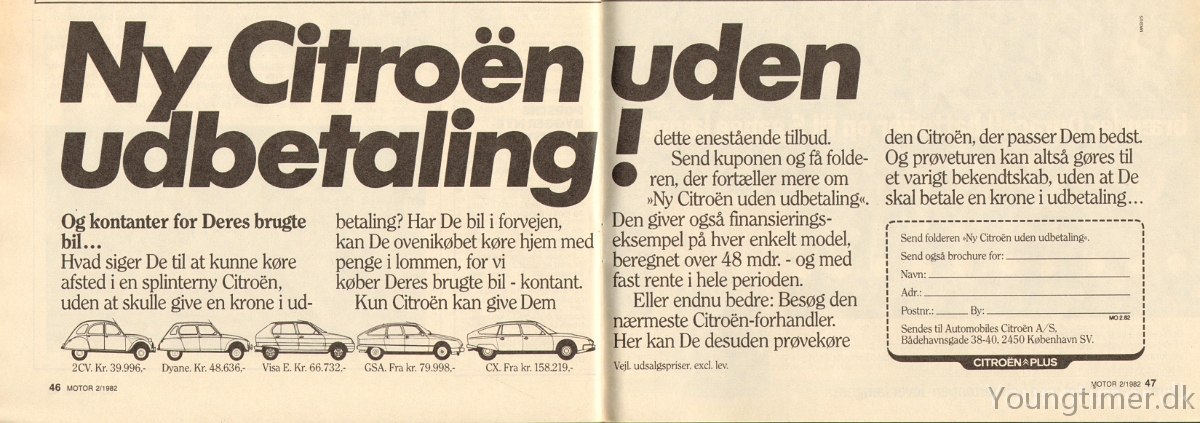 Ny Citroën uden
udbetaling!
Og kontanter for Deres brugte
bil...
Hvad siger De til at kunne køre
afsted i en splinterny Citroën,
uden at skulle give en krone i ud-
betaling? Har De bil i forvejen,
kan De ovenikøbet køre hjem med
penge i lommen, for vi
køber Deres brugte bil - kontant.
Kun Citroën kan give Dem
dette enestående tilbud.
Send kuponen og få folde-
ren, der fortæller mere om
»Ny Citroën uden udbetaling«.
Den giver også finansierings-
eksempel på hver enkelt model,
beregnet over 48 mdr. - og med
fast rente i hele perioden.
Eller endnu bedre: Besøg den
nærmeste Citroën-forhandler.
Her kan De desuden prøvekøre
den Citroën, der passer Dem bedst.
Og prøveturen kan altså gøres til
et varigt bekendtskab, uden at De
skal betale en krone i udbetaling...
2CV. Kr. 39.996,-
Dyane. Kr. 48.636,-
Visa E. Kr. 66.732,-
GSA. Fra kr. 79.998,-
CX. Fra kr. 158.219,-
Vejl. udsalgspriser. excl. lev.
Send folderen »Ny Citroën uden udbetaling«.
Send også brochure for:
Navn:
Adr.:
Postnr.: By:
MO 2.82
Sendes til Automobiles Citroën A/S,
Bådehavnsgade 38-40, 2450 København SV.
CITROËN PLUS
46 MOTOR 2/1982
MOTOR 2/1982 47
Youngtimer.dk